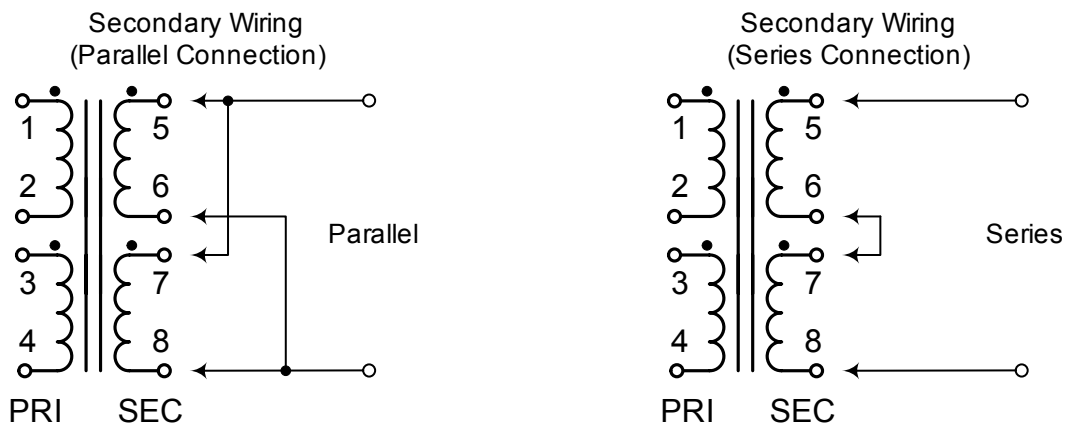 Secondary Wiring
(Parallel Connection)
1
2
3
4
5
6
7
8
Parallel
PRI
SEC
Secondary Wiring
(Series Connection)
1
2
3
4
5
6
7
8
Series
PRI
SEC